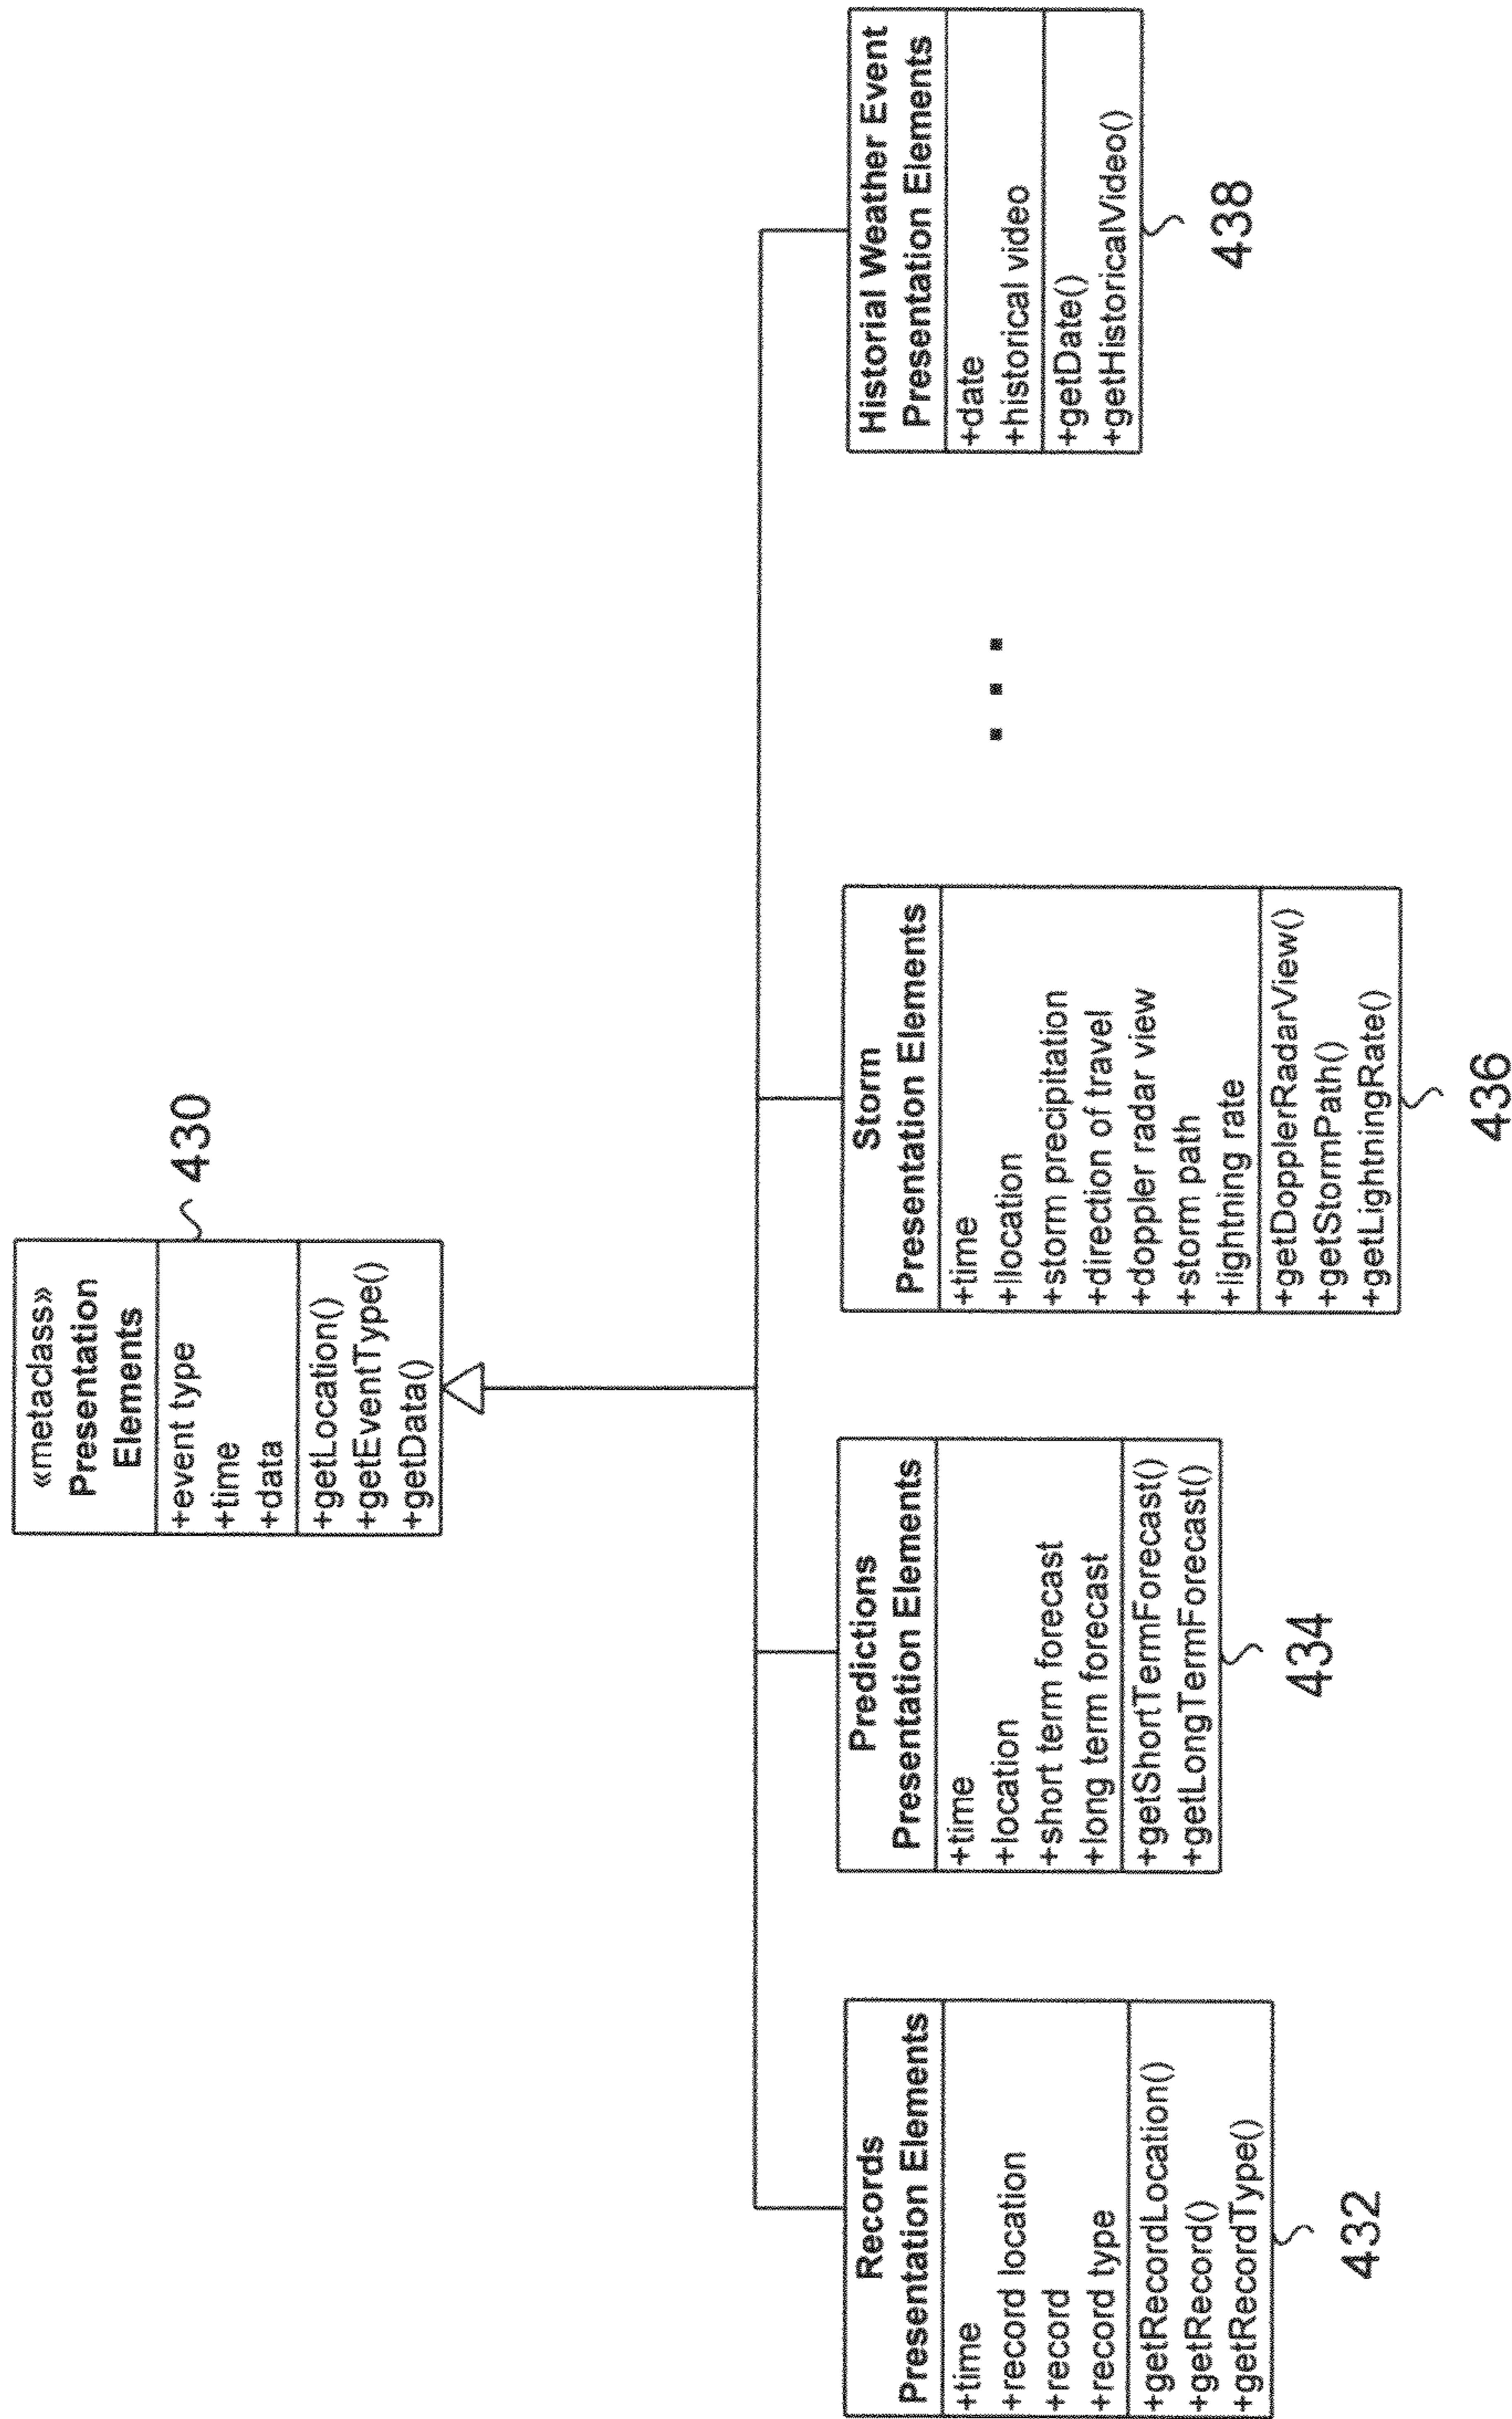 «metaclass»
Presentation
Elements
+event type
+time
+data
+getLocation()
+getEventType()
+getData()
430
Records
Presentation Elements
+time
+record location
+record
+record type
+getRecordLocation()
+getRecord()
+getRecordType()
432
Predictions
Presentation Elements
+time
+location
+short term forecast
+long term forecast
+getShortTermForecast()
+getLongTermForecast()
434
Storm
Presentation Elements
+time
+location
+storm precipitation
+direction of travel
+doppler radar view
+storm path
+lightning rate
+getDopplerRadarView()
+getStormPath()
+getLightningRate()
436
. . .
Historial Weather Event
Presentation Elements
+date
+historical video
+getDate()
+getHistoricalVideo()
438